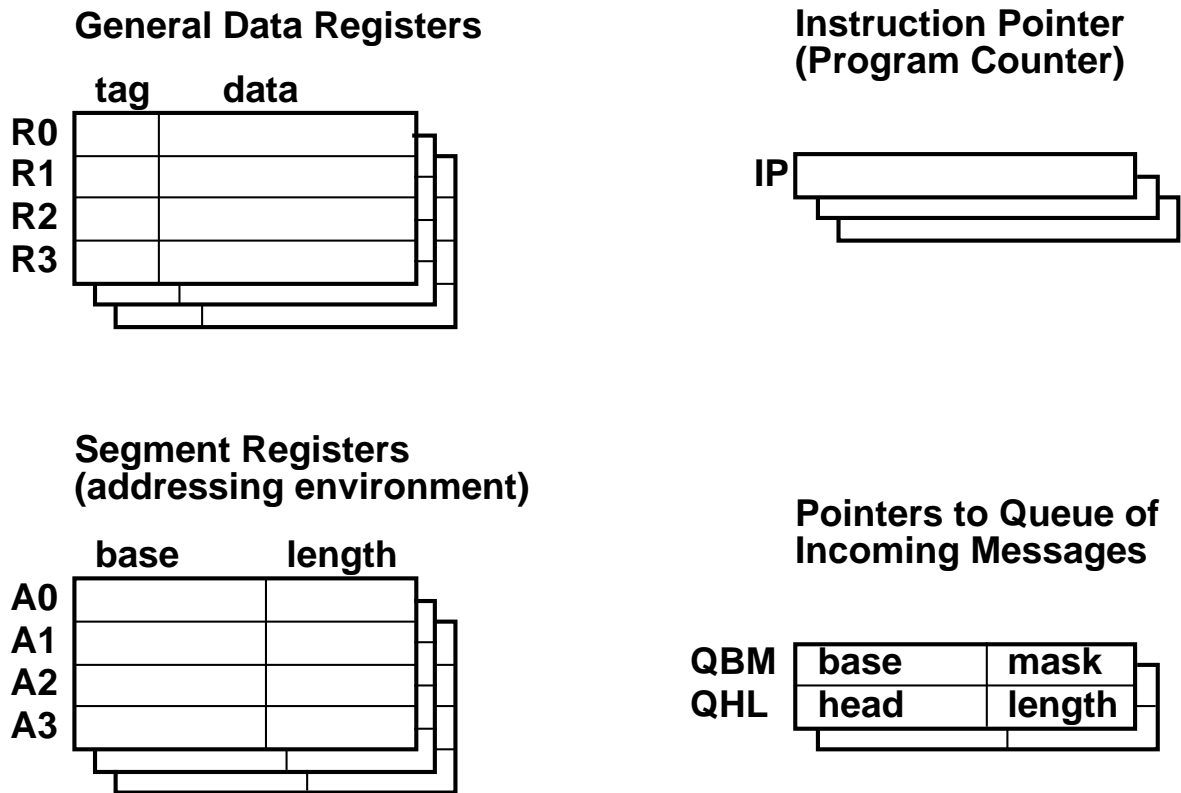 General Data Registers
tag data
R0
R1
R2
R3
Instruction Pointer
(Program Counter)
IP
Segment Registers
(addressing environment)
base length
A0
A1
A2
A3
Pointers to Queue of
Incoming Messages
QBM base mask
QHL head length